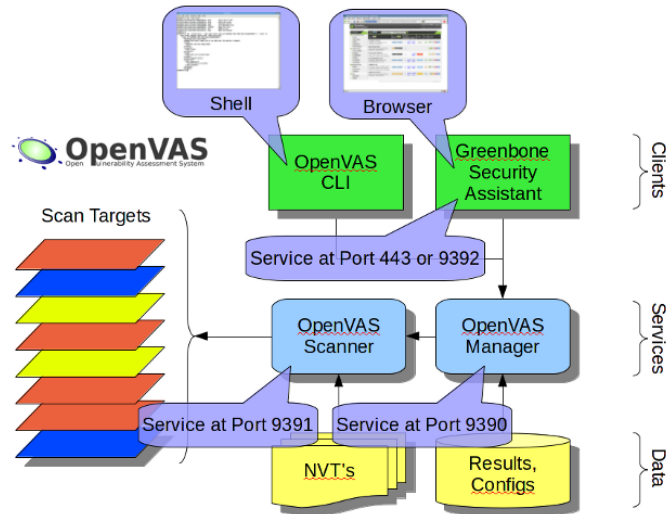 Shell
Browser
OpenVAS
Open Vulnerability Assessment System
OpenVAS
CLI
Greenbone
Security
Assistant
Clients
Scan Targets
Service at Port 443 or 9392
OpenVAS
Scanner
OpenVAS
Manager
Services
Service at Port 9391
Service at Port 9390
NVT's
Results,
Configs
Data